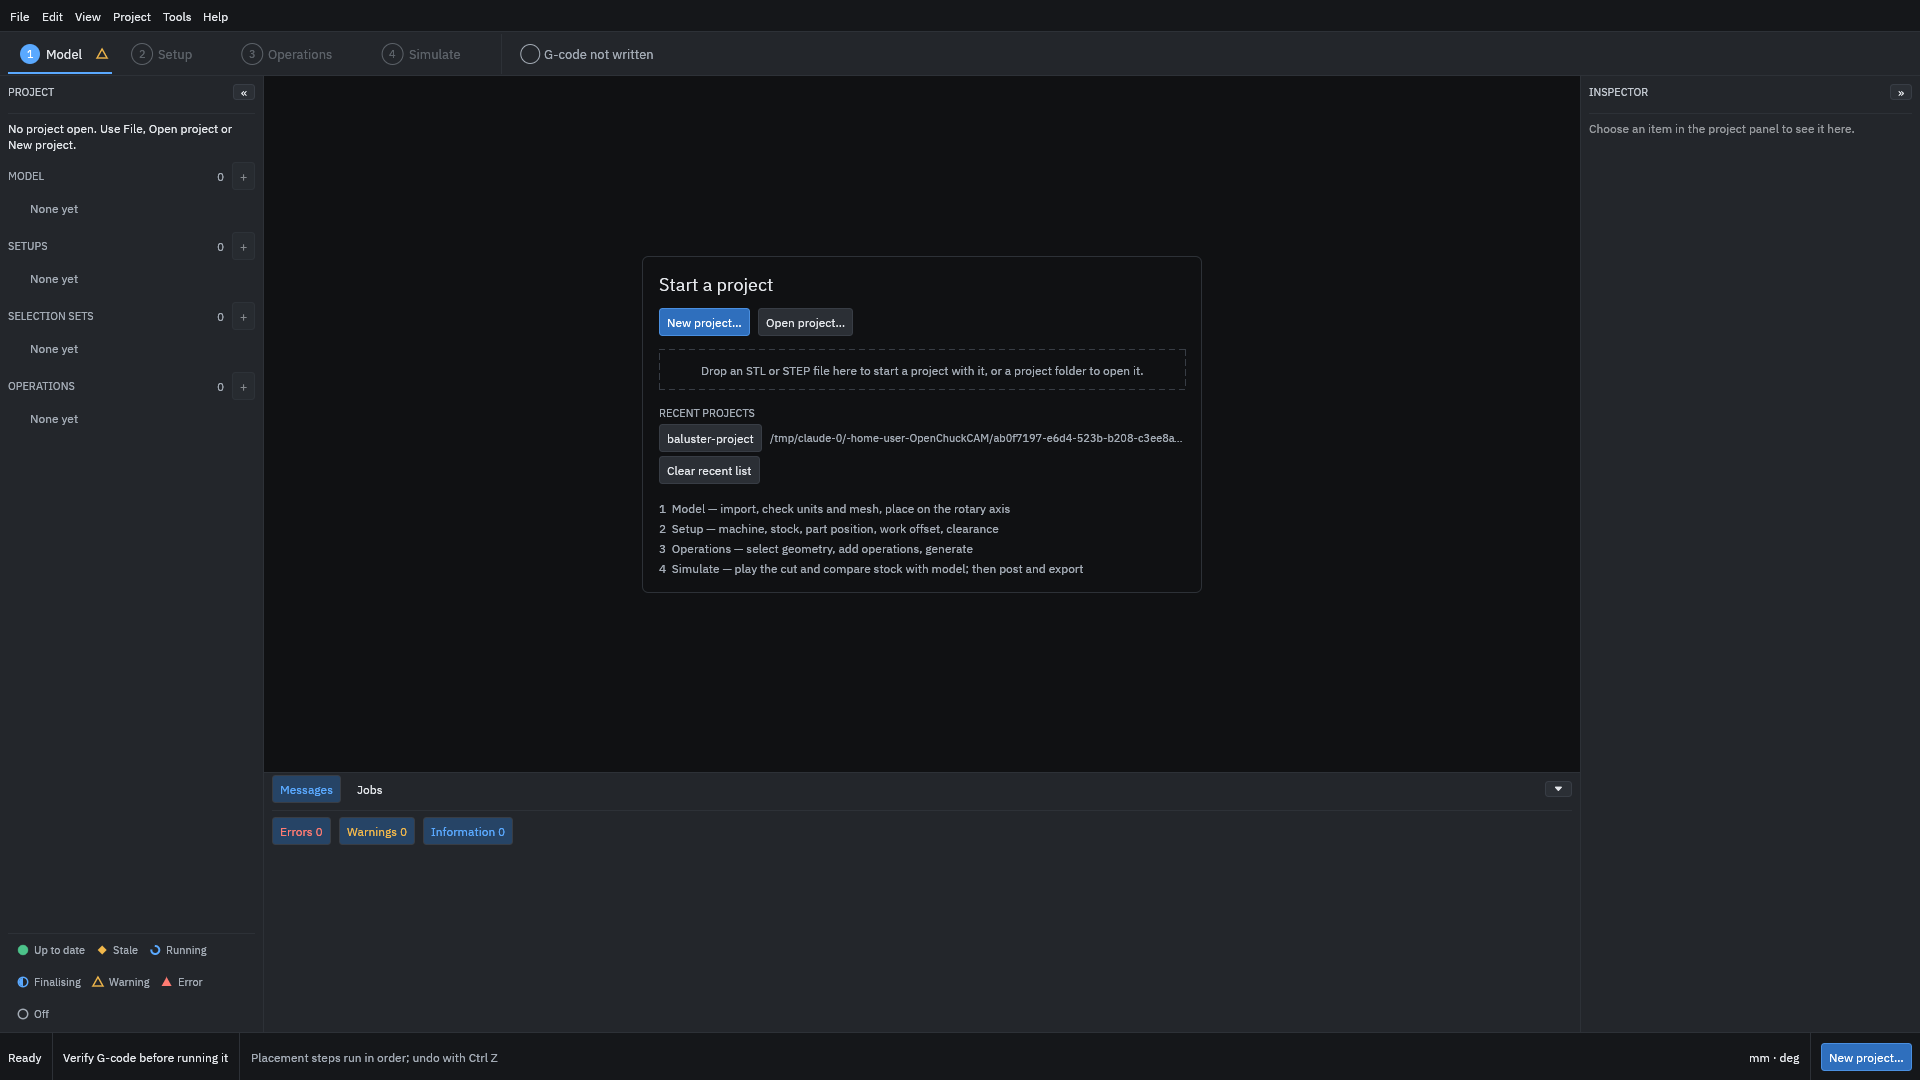 File Edit View Project Tools Help
1 Model 2 Setup 3 Operations 4 Simulate G-code not written
PROJECT «
No project open. Use File, Open project or
New project.
MODEL 0 +
None yet
SETUPS 0 +
None yet
SELECTION SETS 0 +
None yet
OPERATIONS 0 +
None yet
Up to date Stale Running
Finalising Warning Error
Off
Start a project
New project... Open project...
Drop an STL or STEP file here to start a project with it, or a project folder to open it.
RECENT PROJECTS
baluster-project /tmp/claude-0/-home-user-OpenChuckCAM/ab0f7197-e6d4-523b-b208-c3ee8a...
Clear recent list
1 Model — import, check units and mesh, place on the rotary axis
2 Setup — machine, stock, part position, work offset, clearance
3 Operations — select geometry, add operations, generate
4 Simulate — play the cut and compare stock with model; then post and export
Messages Jobs
Errors 0 Warnings 0 Information 0
INSPECTOR »
Choose an item in the project panel to see it here.
Ready Verify G-code before running it Placement steps run in order; undo with Ctrl Z mm · deg New project...